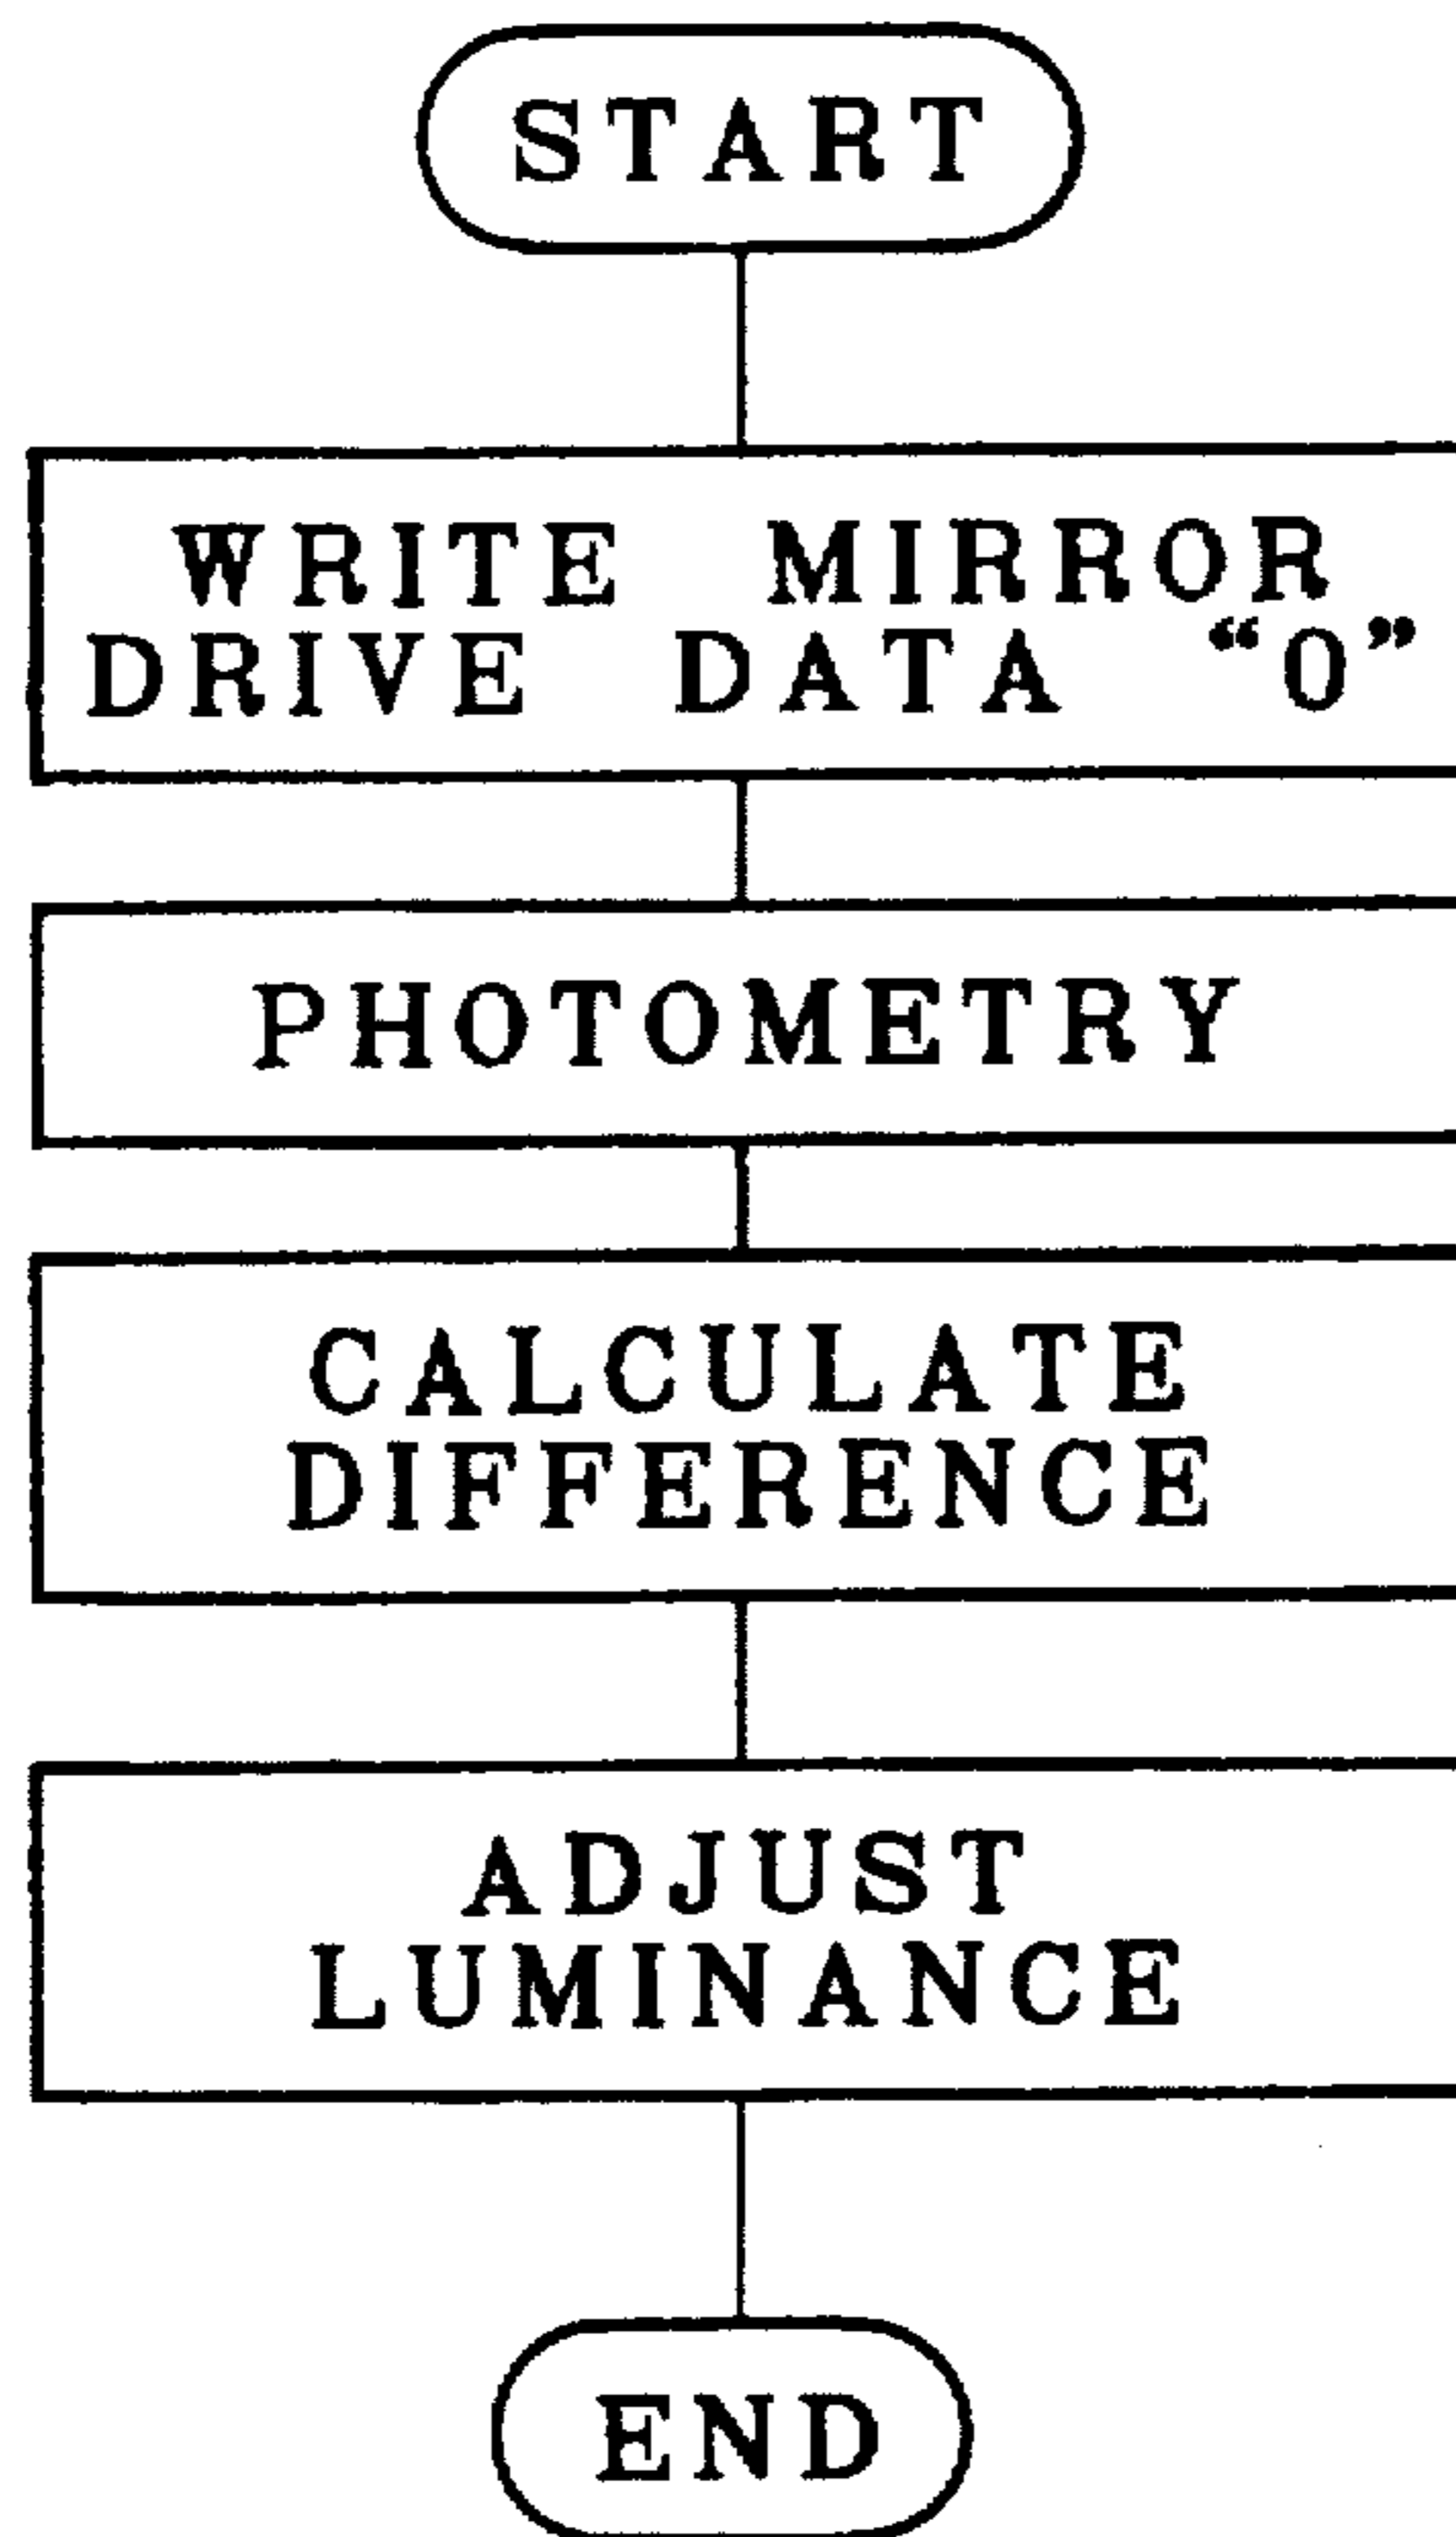 START
WRITE MIRROR
DRIVE DATA “0”
PHOTOMETRY
CALCULATE
DIFFERENCE
ADJUST
LUMINANCE
END